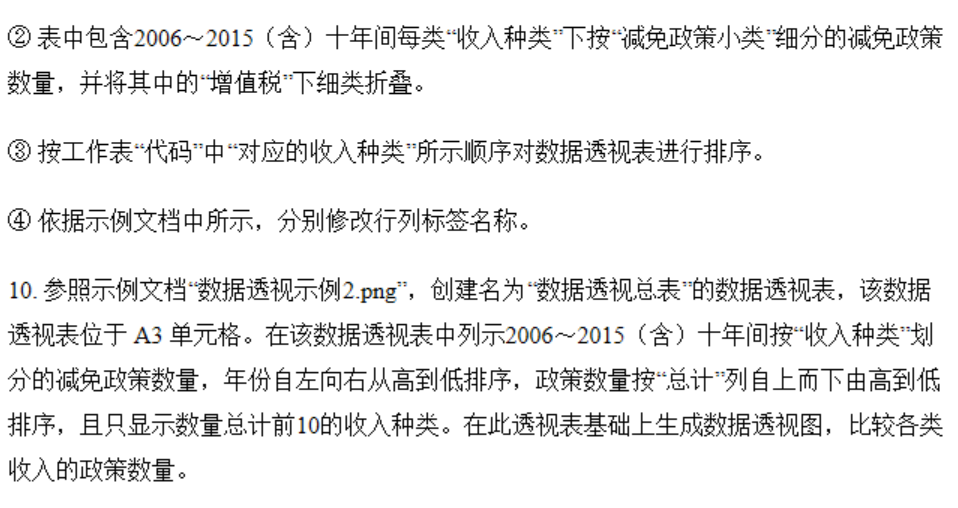 ② 表中包含2006～2015（含）十年间每类“收入种类”下按“减免政策小类”细分的减免政策
数量，并将其中的“增值税”下细类折叠。
③ 按工作表“代码”中“对应的收入种类”所示顺序对数据透视表进行排序。
④ 依据示例文档中所示，分别修改行列标签名称。
10. 参照示例文档“数据透视示例2.png”，创建名为“数据透视总表”的数据透视表，该数据
透视表位于 A3 单元格。在该数据透视表中列示2006～2015（含）十年间按“收入种类”划
分的减免政策数量，年份自左向右从高到低排序，政策数量按“总计”列自上而下由高到低
排序，且只显示数量总计前10的收入种类。在此透视表基础上生成数据透视图，比较各类
收入的政策数量。